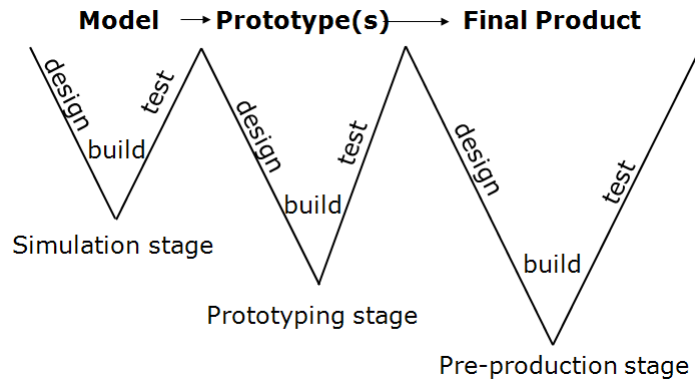 Model → Prototype(s) → Final Product
design
build
test
design
build
test
design
build
test
Simulation stage
Prototyping stage
Pre-production stage